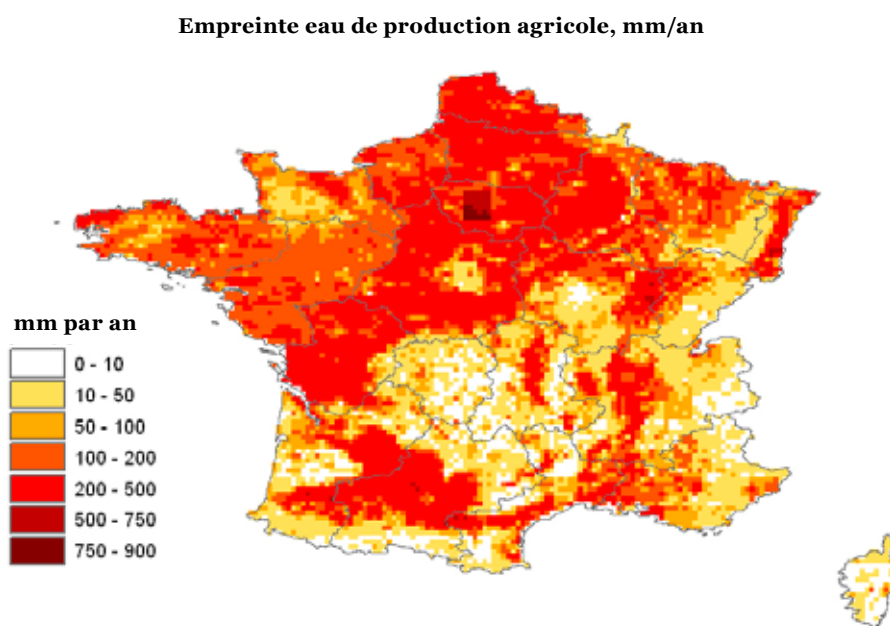 Empreinte eau de production agricole, mm/an
mm par an
0 - 10
10 - 50
50 - 100
100 - 200
200 - 500
500 - 750
750 - 900